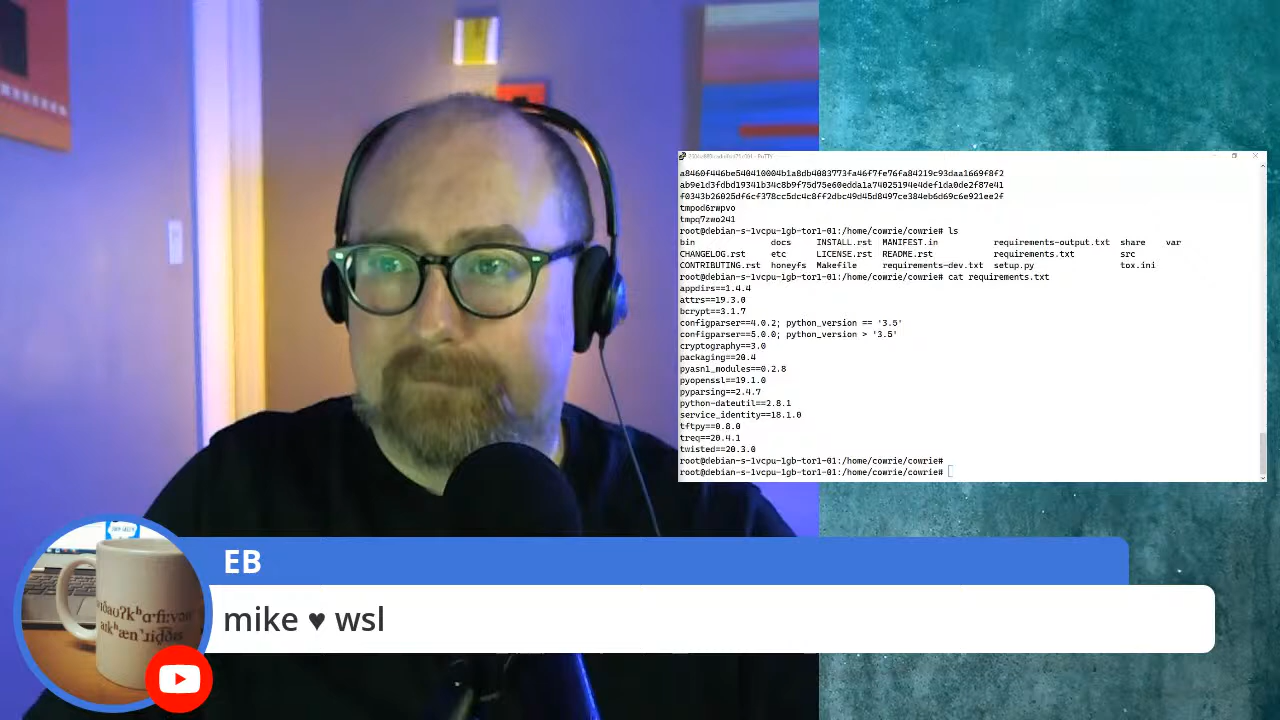 a8460f446be540410004b1a8db4083773fa46f7fe76fa84219c93daa1669f8f2
ab9e1d3fdbd19341b34c8b9f75d75e60edda1a74025194e4def1da0de2f87e41
f0343b26025df6cf378cc5dc4c8ff2dbc49d45d8497ce384eb6d69c6e921ee2f
tmpod6rwpvo
tmpq7zwo241
root@debian-s-1vcpu-1gb-tor1-01:/home/cowrie/cowrie# ls
bin docs INSTALL.rst MANIFEST.in requirements-output.txt share var
CHANGELOG.rst etc LICENSE.rst README.rst requirements.txt src
CONTRIBUTING.rst honeyfs Makefile requirements-dev.txt setup.py tox.ini
root@debian-s-1vcpu-1gb-tor1-01:/home/cowrie/cowrie# cat requirements.txt
appdirs==1.4.4
attrs==19.3.0
bcrypt==3.1.7
configparser==4.0.2; python_version == '3.5'
configparser==5.0.0; python_version > '3.5'
cryptography==3.0
packaging==20.4
pyasn1_modules==0.2.8
pyopenssl==19.1.0
pyparsing==2.4.7
python-dateutil==2.8.1
service_identity==18.1.0
tftpy==0.8.0
treq==20.4.1
twisted==20.3.0
root@debian-s-1vcpu-1gb-tor1-01:/home/cowrie/cowrie#
root@debian-s-1vcpu-1gb-tor1-01:/home/cowrie/cowrie#
EB
mike ♥ wsl